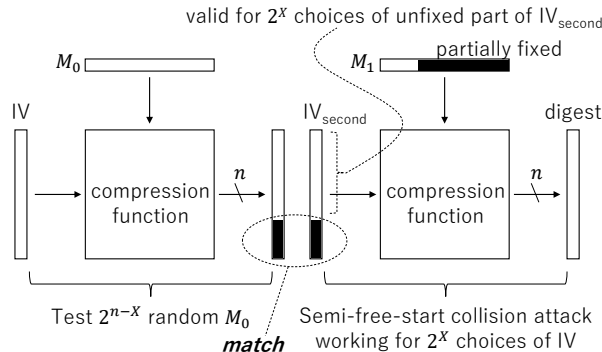 valid for 2^X choices of unfixed part of IV_second
M_0
M_1
partially fixed
IV
IV_second
digest
compression
function
n
compression
function
n
Test 2^{n-X} random M_0
match
Semi-free-start collision attack
working for 2^X choices of IV